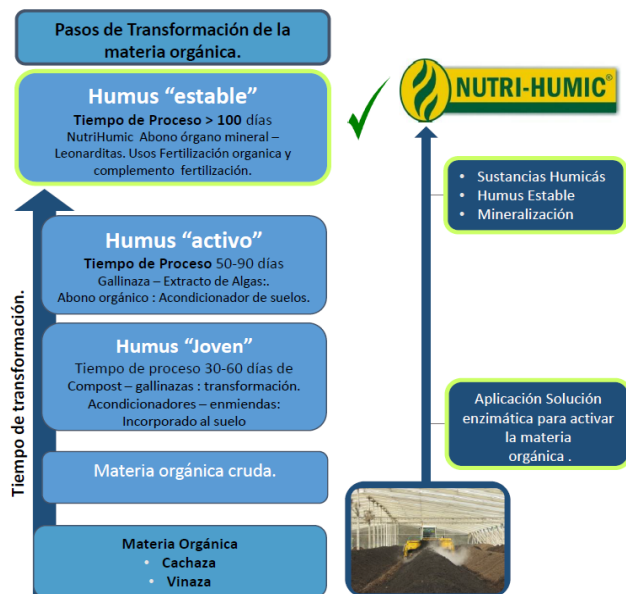 Pasos de Transformación de la
materia orgánica.
Humus “estable”
Tiempo de Proceso > 100 días
NutriHumic Abono órgano mineral –
Leonarditas. Usos Fertilización organica y
complemento fertilización.
Humus “activo”
Tiempo de Proceso 50-90 días
Gallinaza – Extracto de Algas:.
Abono orgánico : Acondicionador de suelos.
Humus “Joven”
Tiempo de proceso 30-60 días de
Compost – gallinazas : transformación.
Acondicionadores – enmiendas:
Incorporado al suelo
Materia orgánica cruda.
Materia Orgánica
• Cachaza
• Vinaza
Tiempo de transformación.
NUTRI-HUMIC®
• Sustancias Humicás
• Humus Estable
• Mineralización
Aplicación Solución
enzimática para activar
la materia
orgánica .